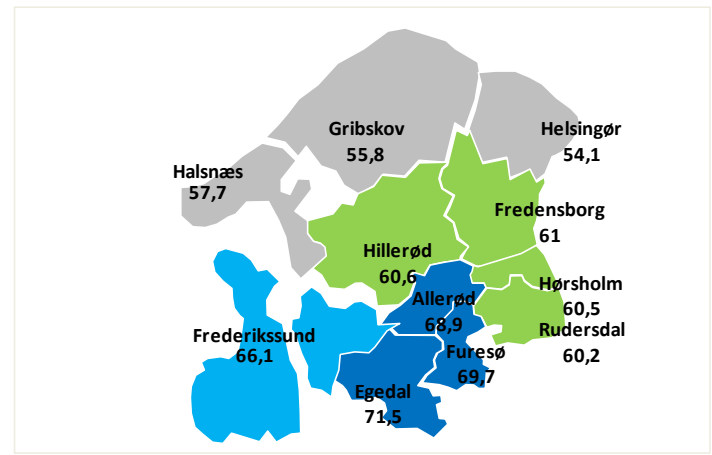 Gribskov
55,8
Helsingør
54,1
Halsnæs
57,7
Fredensborg
61
Hillerød
60,6
Hørsholm
60,5
Allerød
68,9
Rudersdal
60,2
Frederikssund
66,1
Furesø
69,7
Egedal
71,5